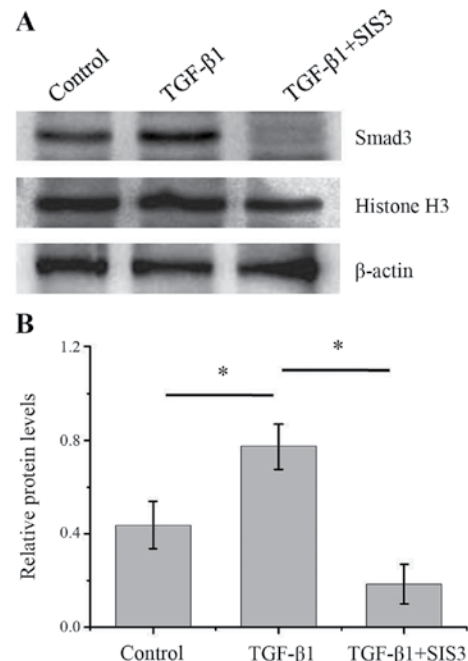 A
Control
TGF-β1
TGF-β1+SIS3
Smad3
Histone H3
β-actin
B
1.2
0.8
0.4
0.0
Relative protein levels
*
*
Control
TGF-β1
TGF-β1+SIS3